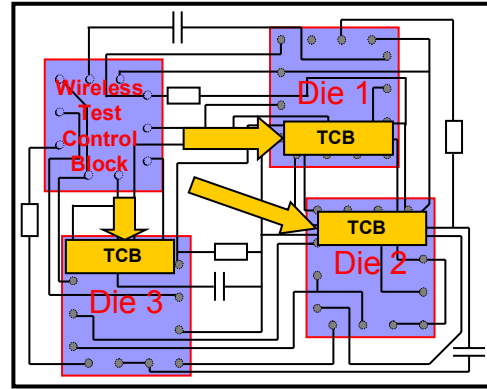 Wireless
Test
Control
Block
Die 1
TCB
TCB
Die 2
TCB
Die 3